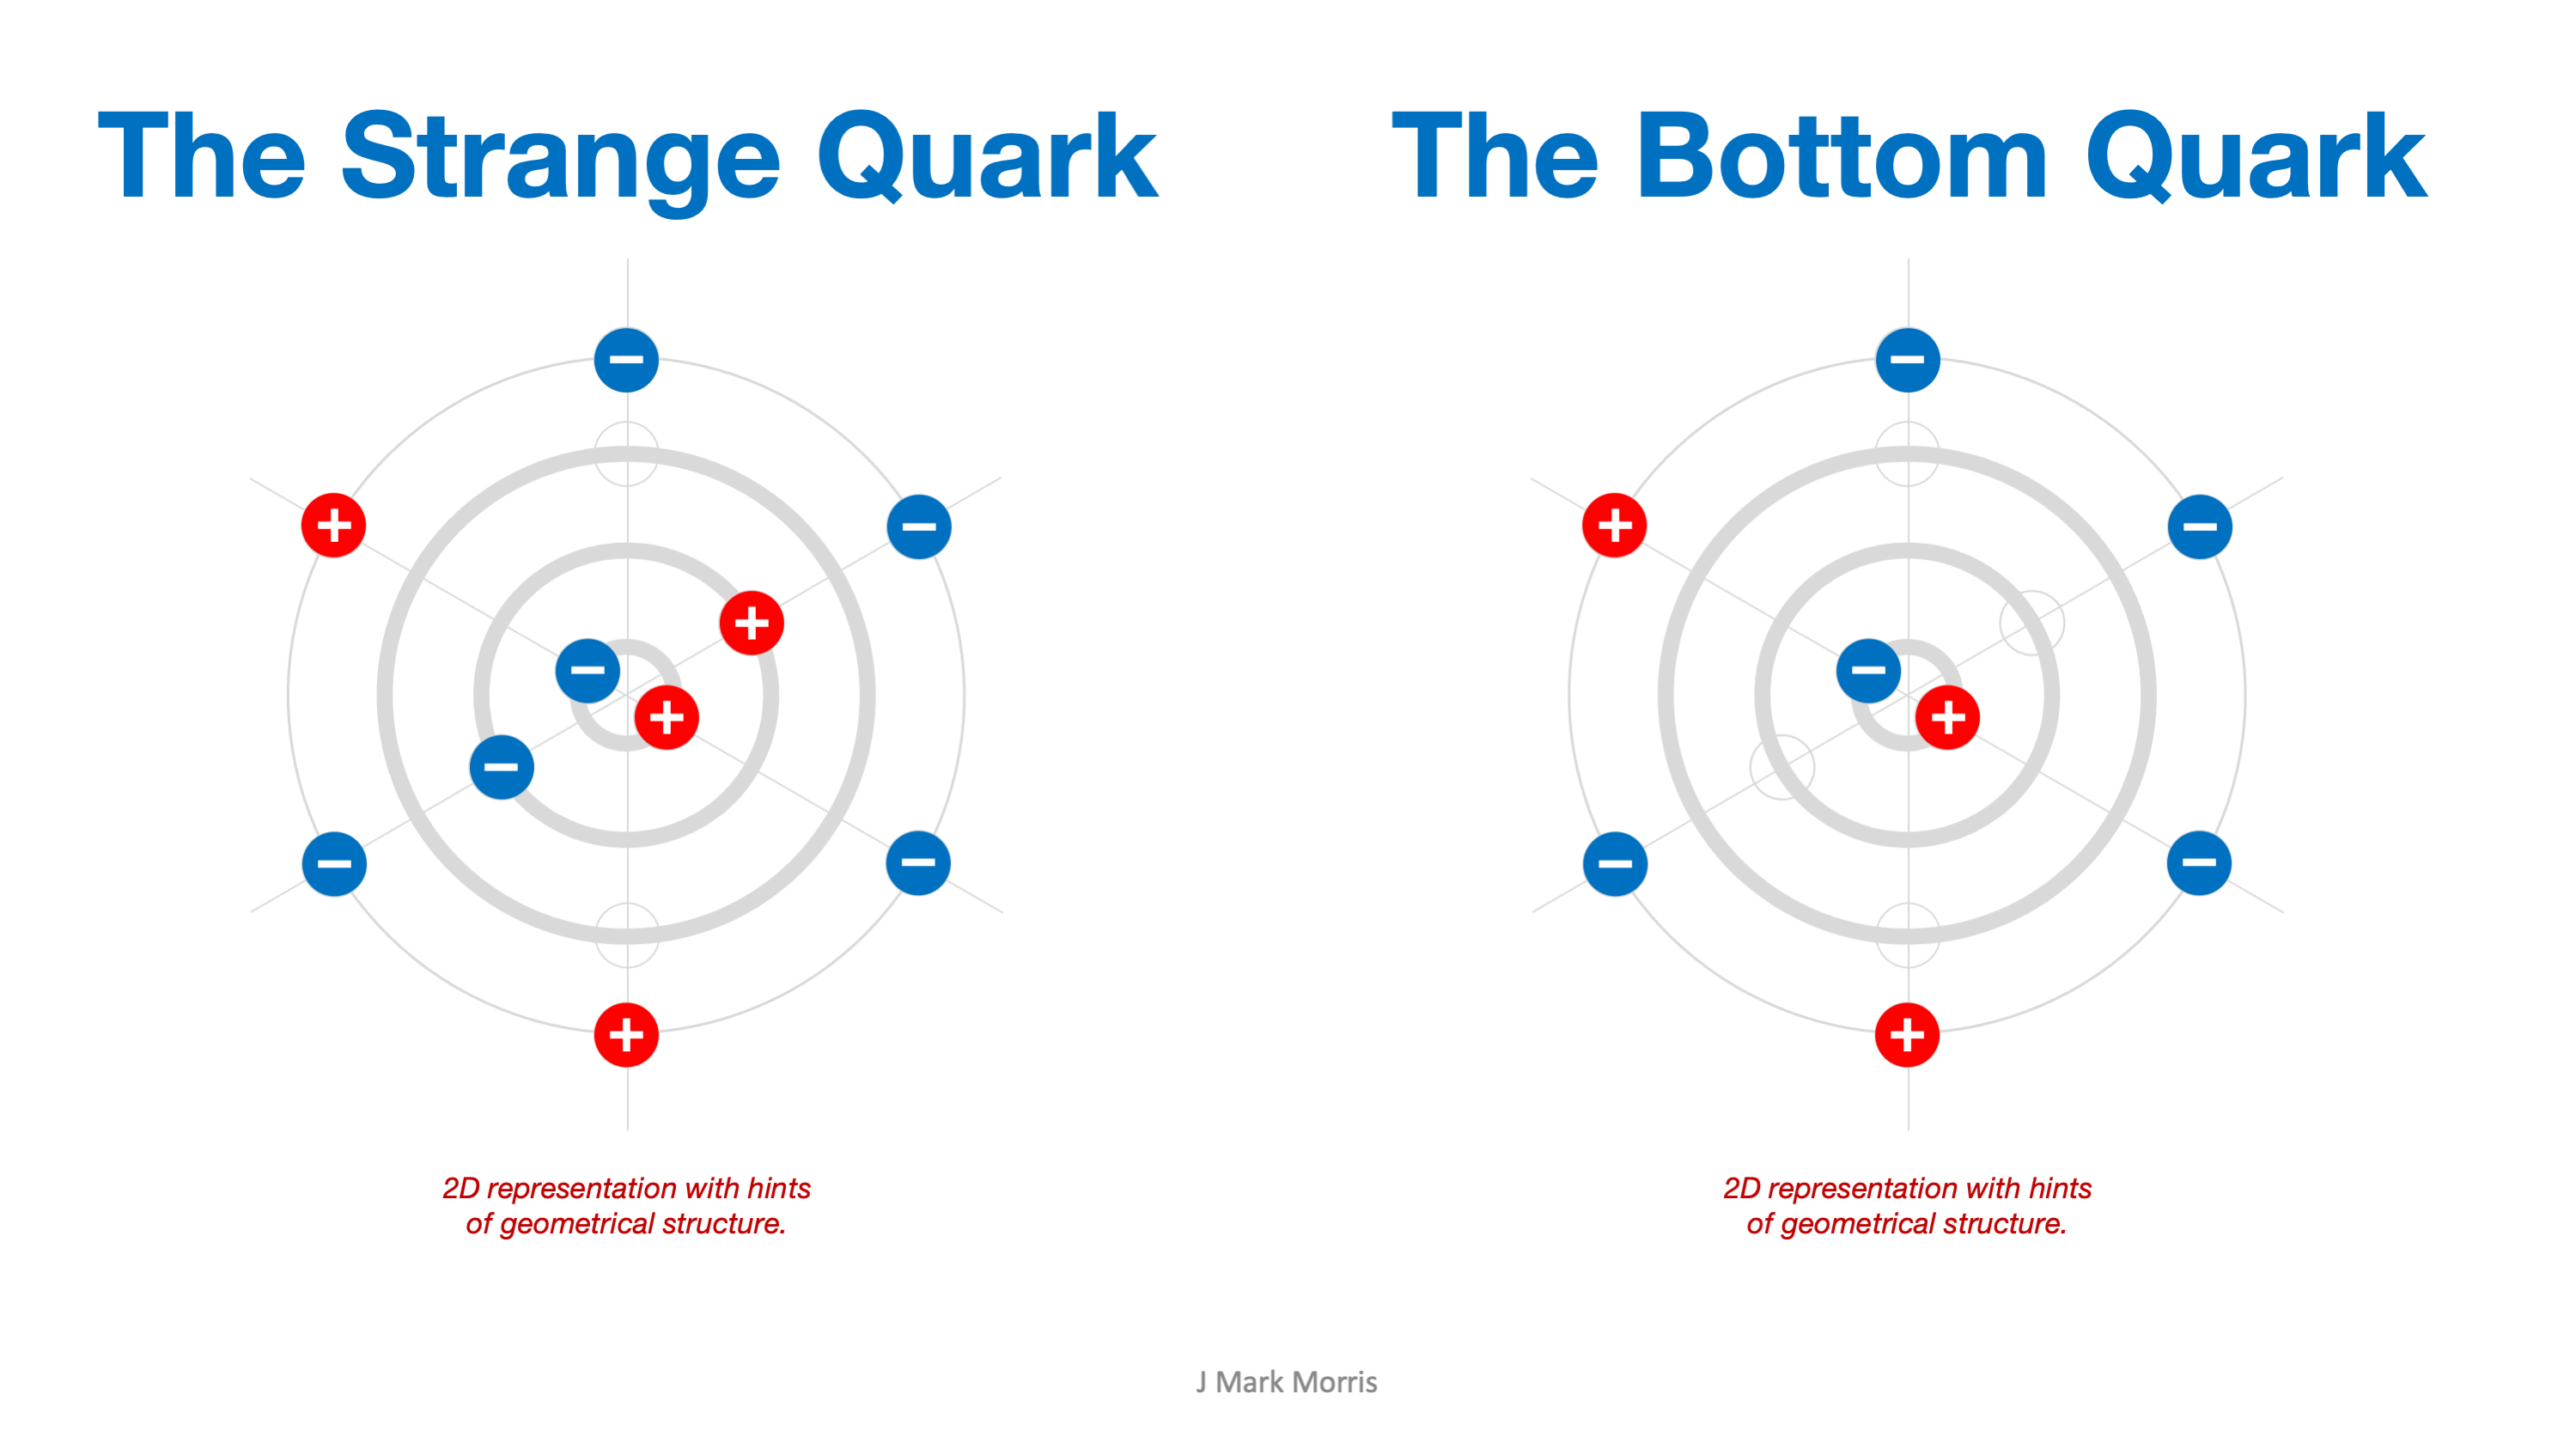 The Strange Quark
The Bottom Quark
−
−
+
−
+
−
+
−
−
+
−
−
+
−
+
−
−
+
2D representation with hints
of geometrical structure.
2D representation with hints
of geometrical structure.
J Mark Morris